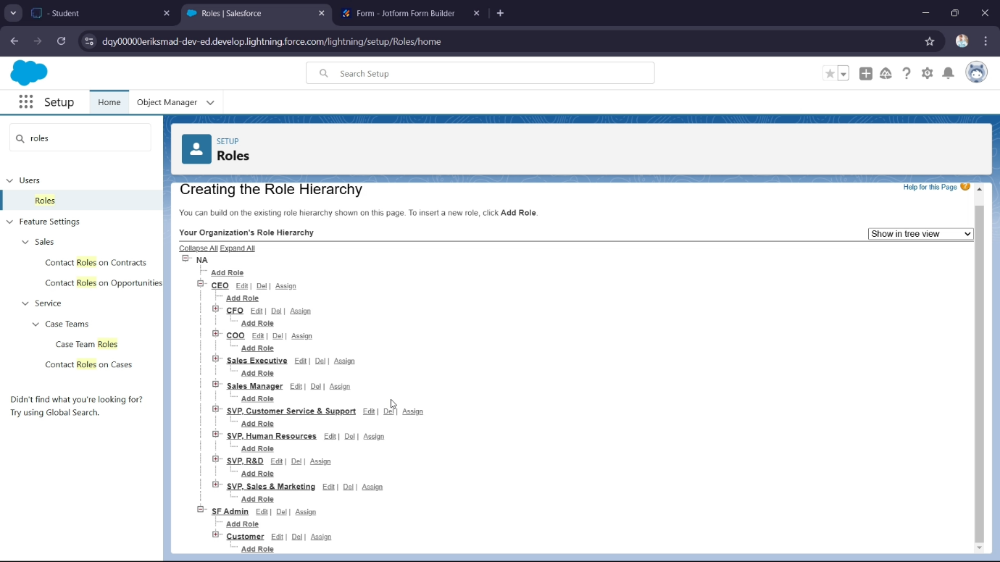 - Student
Roles | Salesforce
Form - Jotform Form Builder
dqy00000eriksmad-dev-ed.develop.lightning.force.com/lightning/setup/Roles/home
Search Setup
Setup
Home
Object Manager
roles
SETUP
Roles
Users
Roles
Feature Settings
Sales
Contact Roles on Contracts
Contact Roles on Opportunities
Service
Case Teams
Case Team Roles
Contact Roles on Cases
Didn't find what you're looking for?
Try using Global Search.
Creating the Role Hierarchy
Help for this Page ?
You can build on the existing role hierarchy shown on this page. To insert a new role, click Add Role.
Your Organization's Role Hierarchy
Show in tree view
Collapse All Expand All
NA
Add Role
CEO Edit | Del | Assign
Add Role
CFO Edit | Del | Assign
Add Role
COO Edit | Del | Assign
Add Role
Sales Executive Edit | Del | Assign
Add Role
Sales Manager Edit | Del | Assign
Add Role
SVP, Customer Service & Support Edit | Del | Assign
Add Role
SVP, Human Resources Edit | Del | Assign
Add Role
SVP, R&D Edit | Del | Assign
Add Role
SVP, Sales & Marketing Edit | Del | Assign
Add Role
SF Admin Edit | Del | Assign
Add Role
Customer Edit | Del | Assign
Add Role